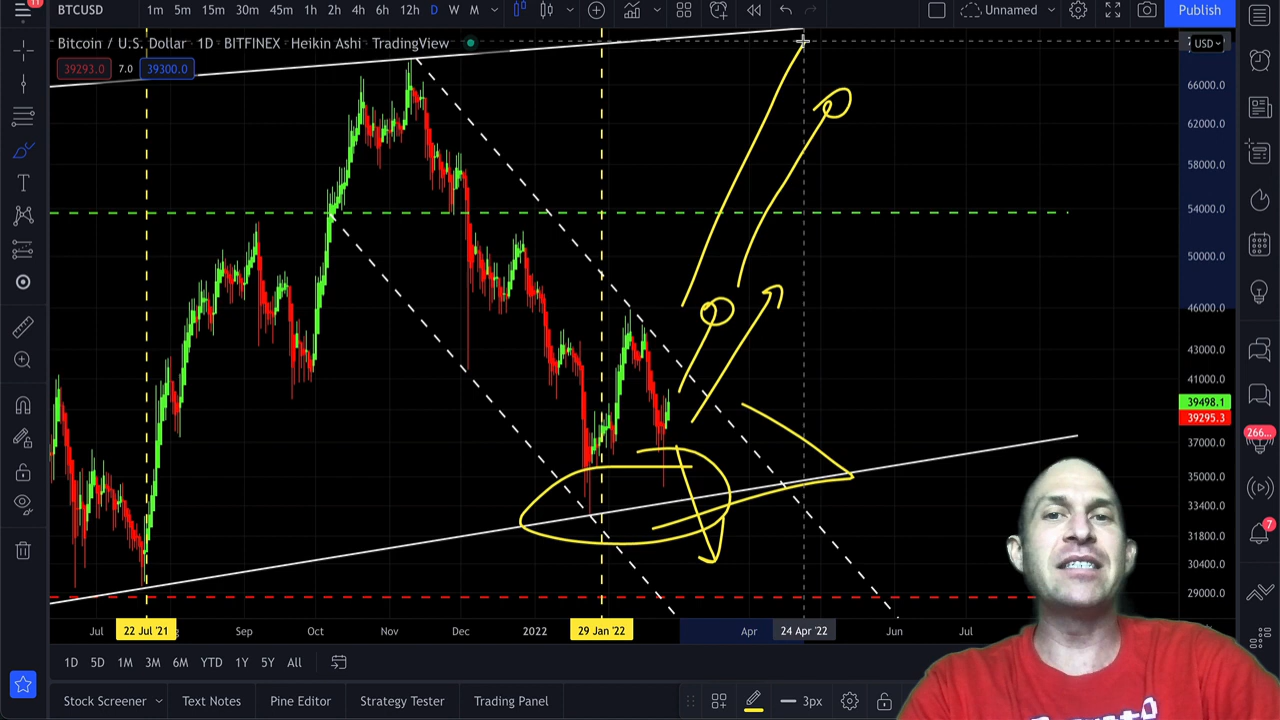 11
BTCUSD
1m 5m 15m 30m 45m 1h 2h 4h 6h 12h D W M
Unnamed
Publish
Bitcoin / U.S. Dollar · 1D · BITFINEX · Heikin Ashi · TradingView
USD
39293.0 7.0 39300.0
66000.0
62000.0
58000.0
54000.0
50000.0
46000.0
43000.0
41000.0
39498.1
39295.3
37000.0
35000.0
33400.0
31800.0
30400.0
29000.0
266...
7
Jul 22 Jul '21 Sep Oct Nov Dec 2022 29 Jan '22 Apr 24 Apr '22 Jun Jul
1D 5D 1M 3M 6M YTD 1Y 5Y All
Stock Screener Text Notes Pine Editor Strategy Tester Trading Panel 3px